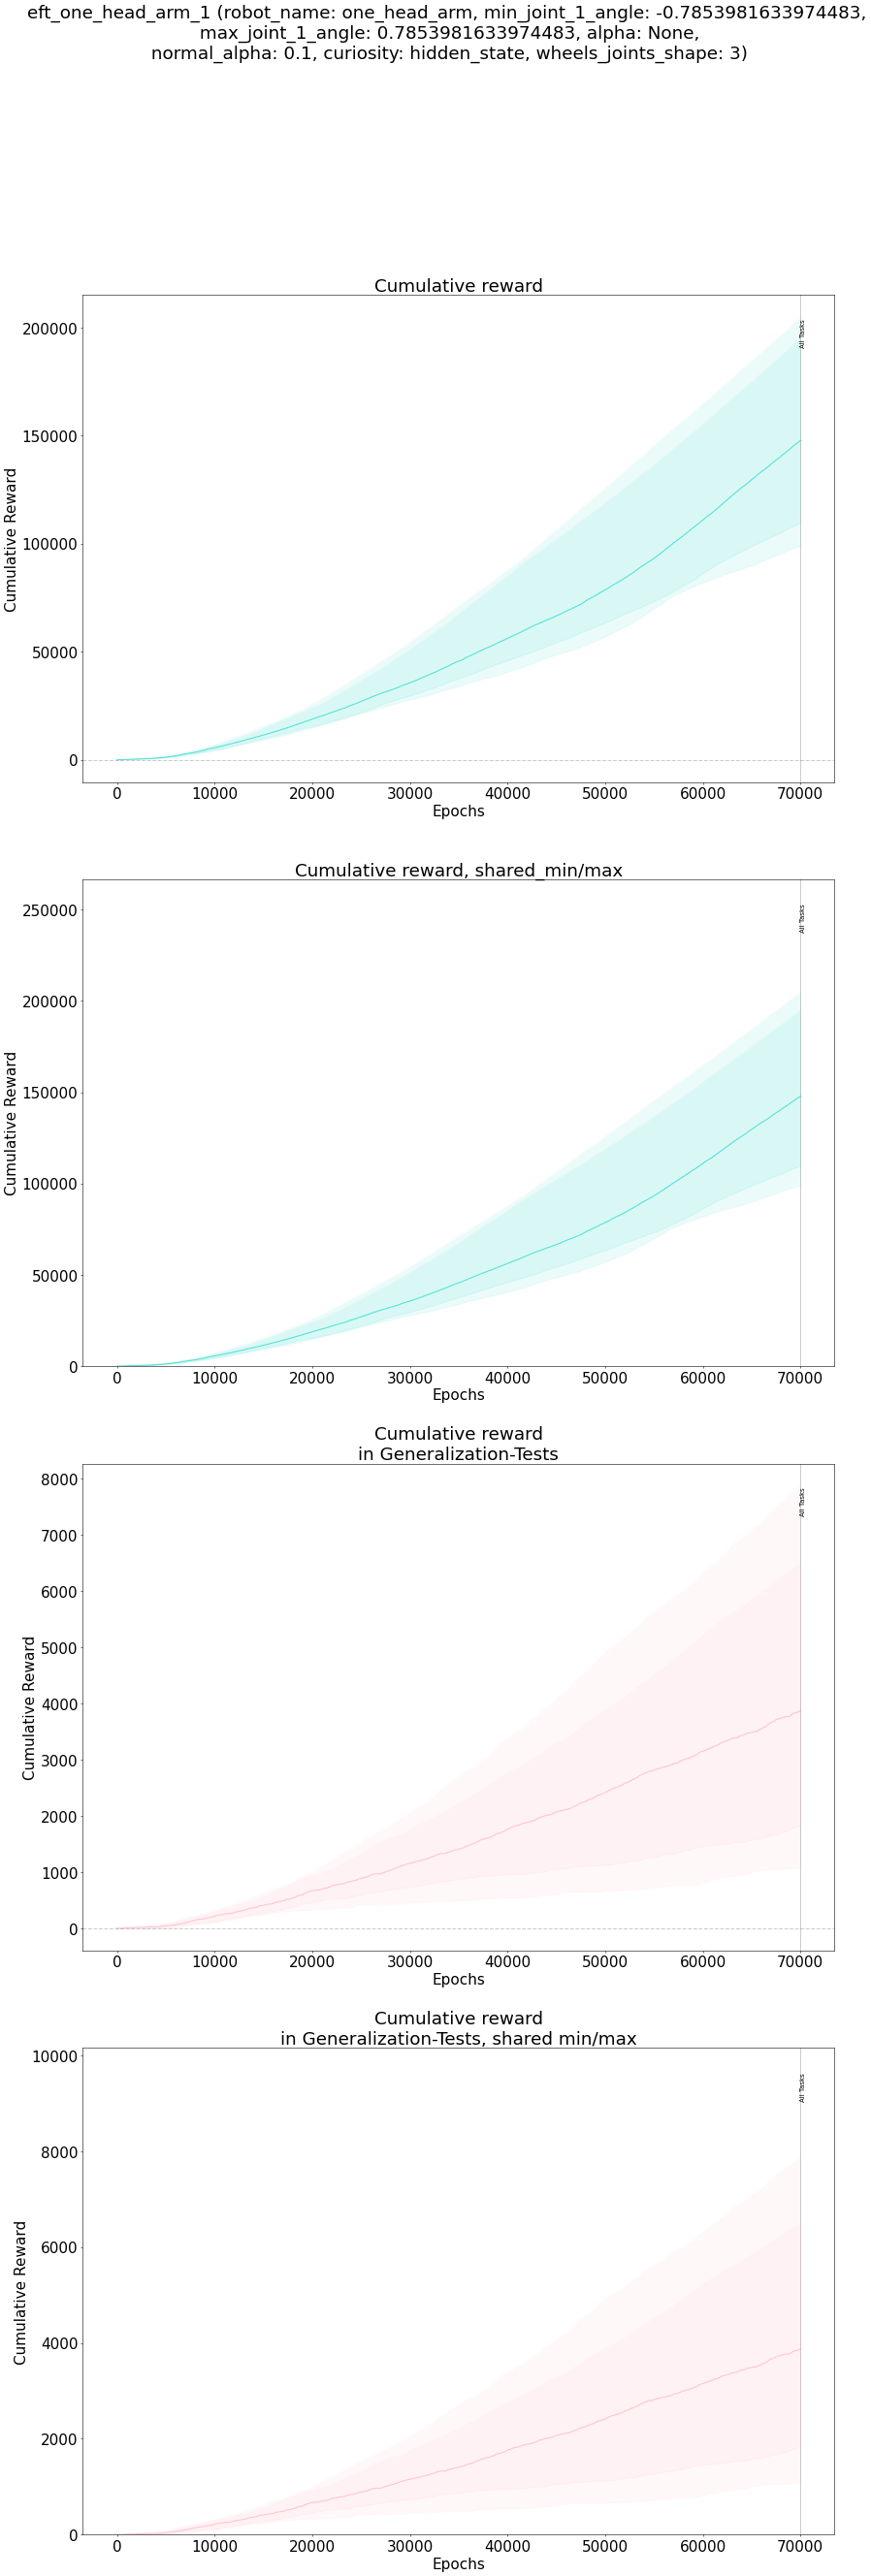 eft_one_head_arm_1 (robot_name: one_head_arm, min_joint_1_angle: -0.7853981633974483,
max_joint_1_angle: 0.7853981633974483, alpha: None,
normal_alpha: 0.1, curiosity: hidden_state, wheels_joints_shape: 3)
Cumulative reward
All Tasks
200000
150000
100000
50000
0
Cumulative Reward
0 10000 20000 30000 40000 50000 60000 70000
Epochs
Cumulative reward, shared_min/max
All Tasks
250000
200000
150000
100000
50000
0
Cumulative Reward
0 10000 20000 30000 40000 50000 60000 70000
Epochs
Cumulative reward
in Generalization-Tests
All Tasks
8000
7000
6000
5000
4000
3000
2000
1000
0
Cumulative Reward
0 10000 20000 30000 40000 50000 60000 70000
Epochs
Cumulative reward
in Generalization-Tests, shared min/max
All Tasks
10000
8000
6000
4000
2000
0
Cumulative Reward
0 10000 20000 30000 40000 50000 60000 70000
Epochs